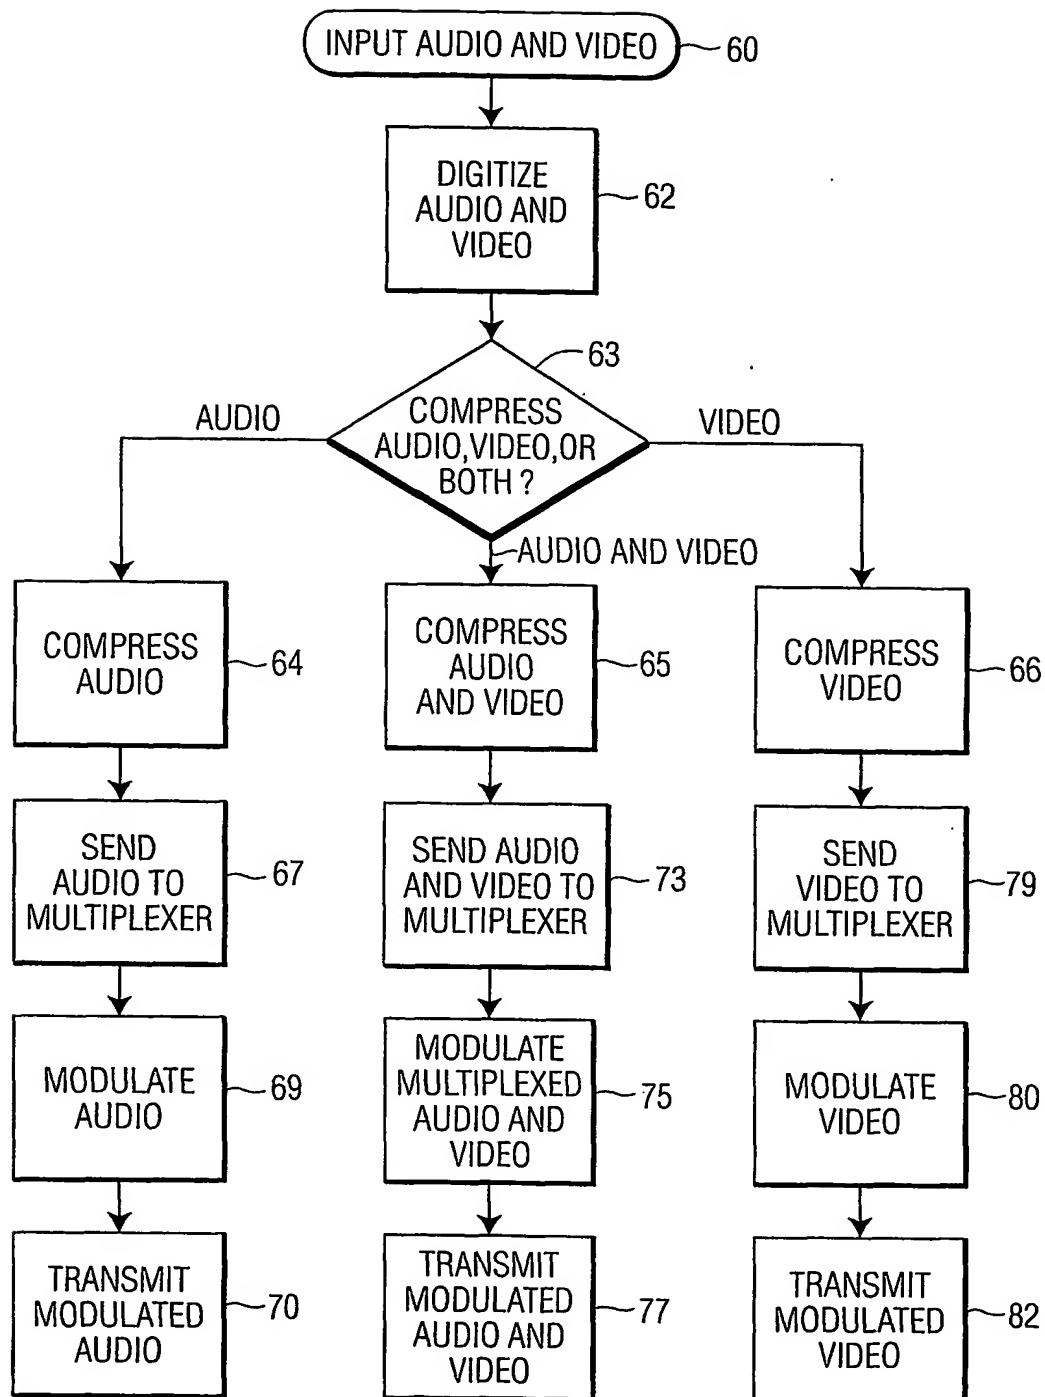 INPUT AUDIO AND VIDEO
60
DIGITIZE
AUDIO AND
VIDEO
62
63
COMPRESS
AUDIO,VIDEO,OR
BOTH ?
AUDIO
VIDEO
AUDIO AND VIDEO
COMPRESS
AUDIO
64
COMPRESS
AUDIO
AND VIDEO
65
COMPRESS
VIDEO
66
SEND
AUDIO TO
MULTIPLEXER
67
SEND AUDIO
AND VIDEO TO
MULTIPLEXER
73
SEND
VIDEO TO
MULTIPLEXER
79
MODULATE
AUDIO
69
MODULATE
MULTIPLEXED
AUDIO AND
VIDEO
75
MODULATE
VIDEO
80
TRANSMIT
MODULATED
AUDIO
70
TRANSMIT
MODULATED
AUDIO AND
VIDEO
77
TRANSMIT
MODULATED
VIDEO
82